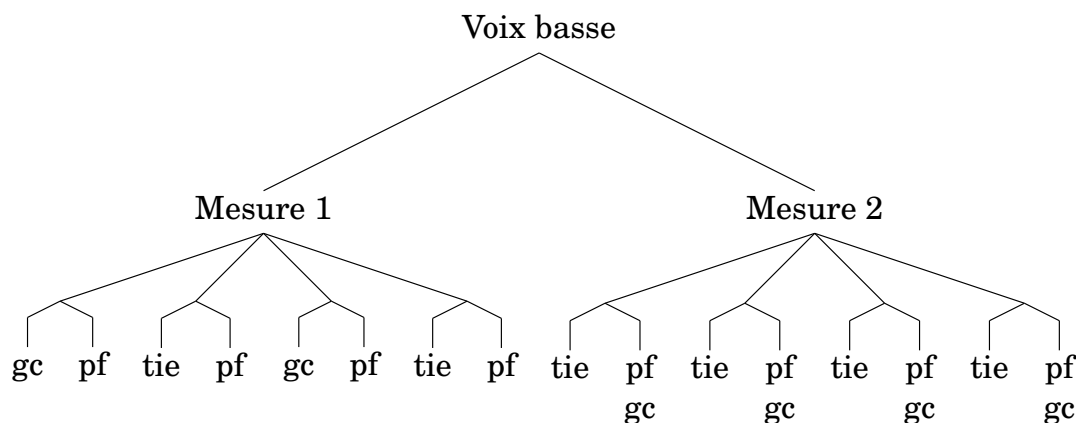 Voix basse
Mesure 1 Mesure 2
gc pf tie pf gc pf tie pf tie pf tie pf tie pf tie pf
gc gc gc gc